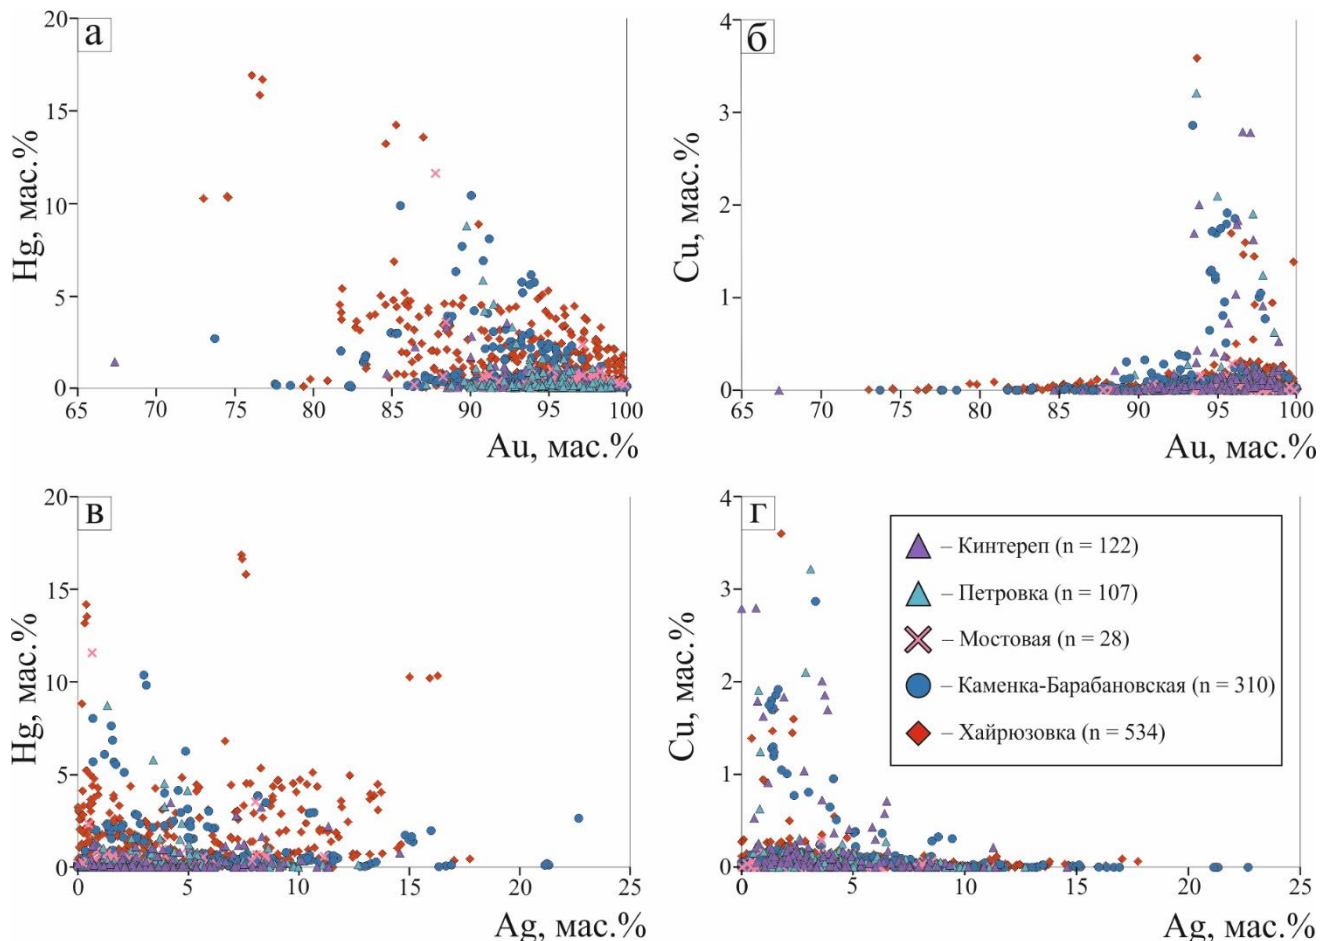 а
Hg, мас.%
20
15
10
5
0
65 70 75 80 85 90 95 100
Au, мас.%
б
Cu, мас.%
4
3
2
1
0
65 70 75 80 85 90 95 100
Au, мас.%
в
Hg, мас.%
20
15
10
5
0
0 5 10 15 20 25
Ag, мас.%
г
Cu, мас.%
4
3
2
1
0
0 5 10 15 20 25
Ag, мас.%
– Кинтереп (n = 122)
– Петровка (n = 107)
– Мостовая (n = 28)
– Каменка-Барабановская (n = 310)
– Хайрюзовка (n = 534)